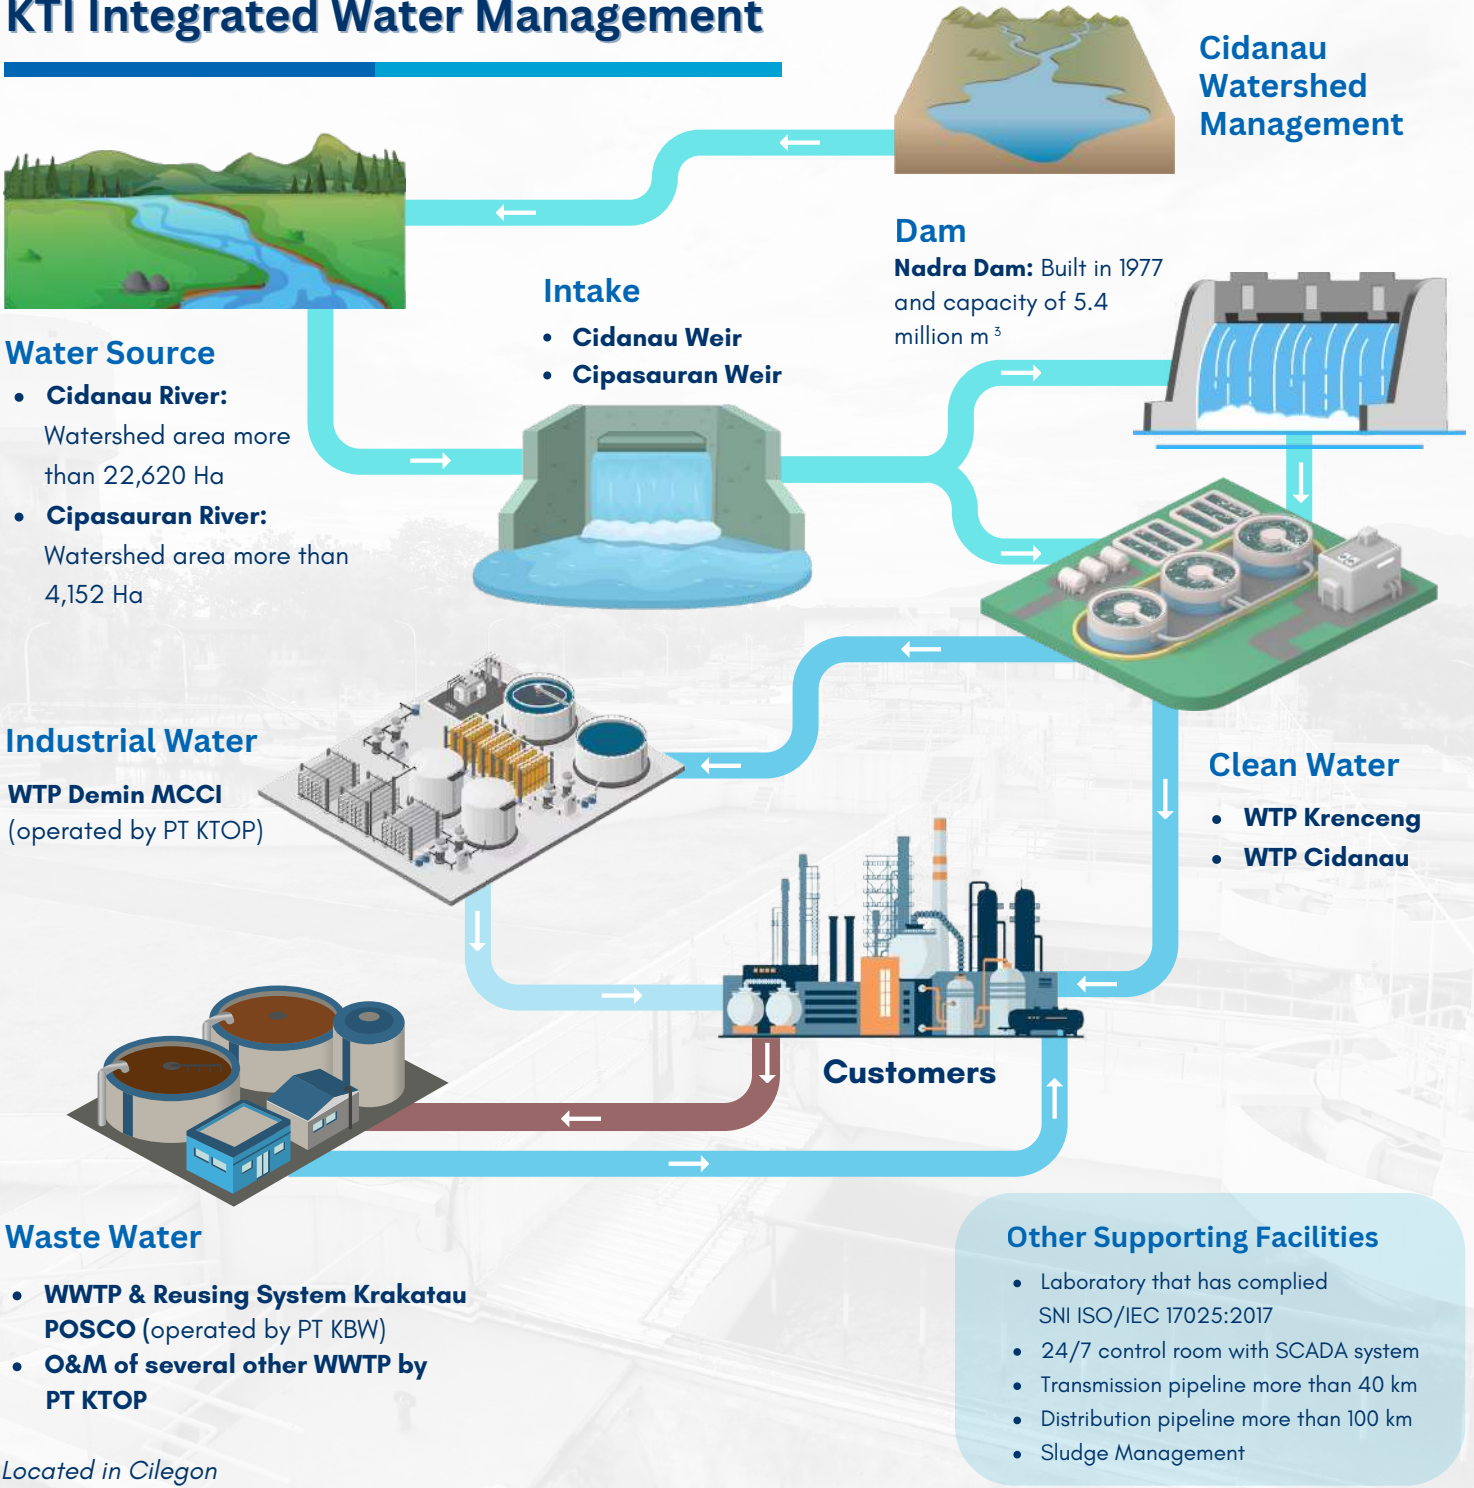 KTI Integrated Water Management
Cidanau
Watershed
Management
Dam
Nadra Dam: Built in 1977
and capacity of 5.4
million m ³
Intake
• Cidanau Weir
• Cipasauran Weir
Water Source
• Cidanau River:
Watershed area more
than 22,620 Ha
• Cipasauran River:
Watershed area more than
4,152 Ha
Industrial Water
WTP Demin MCCI
(operated by PT KTOP)
Clean Water
• WTP Krenceng
• WTP Cidanau
Customers
Waste Water
• WWTP & Reusing System Krakatau
POSCO (operated by PT KBW)
• O&M of several other WWTP by
PT KTOP
Located in Cilegon
Other Supporting Facilities
• Laboratory that has complied
SNI ISO/IEC 17025:2017
• 24/7 control room with SCADA system
• Transmission pipeline more than 40 km
• Distribution pipeline more than 100 km
• Sludge Management